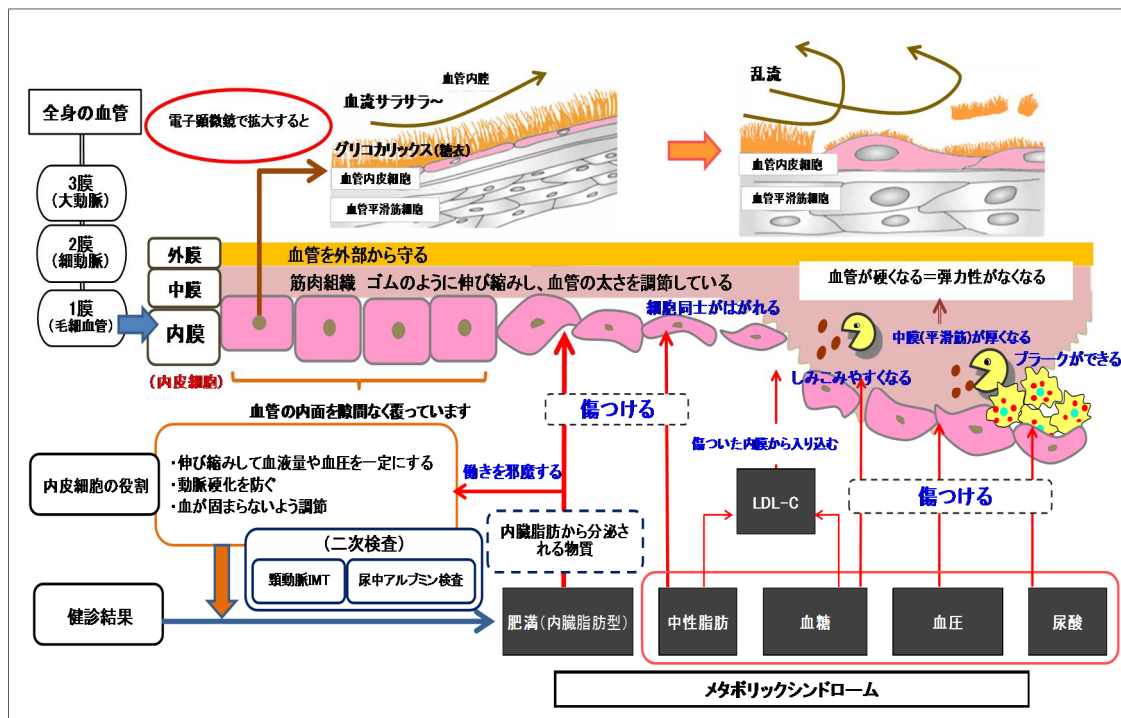 全身の血管
電子顕微鏡で拡大すると
血管内腔
血流サラサラ～
グリコカリックス(糖衣)
血管内皮細胞
血管平滑筋細胞
乱流
血管内皮細胞
血管平滑筋細胞
3膜
(大動脈)
2膜
(細動脈)
1膜
(毛細血管)
外膜
血管を外部から守る
中膜
筋肉組織 ゴムのように伸び縮みし、血管の太さを調節している
内膜
(内皮細胞)
細胞同士がはがれる
血管が硬くなる＝弾力性がなくなる
中膜(平滑筋)が厚くなる
プラークができる
しみこみやすくなる
血管の内面を隙間なく覆っています
傷つける
傷ついた内膜から入り込む
内皮細胞の役割
・伸び縮みして血液量や血圧を一定にする
・動脈硬化を防ぐ
・血が固まらないよう調節
働きを邪魔する
LDL-C
傷つける
(二次検査)
頸動脈IMT
尿中アルブミン検査
内臓脂肪から分泌さ
れる物質
健診結果
肥満(内臓脂肪型)
中性脂肪
血糖
血圧
尿酸
メタボリックシンドローム